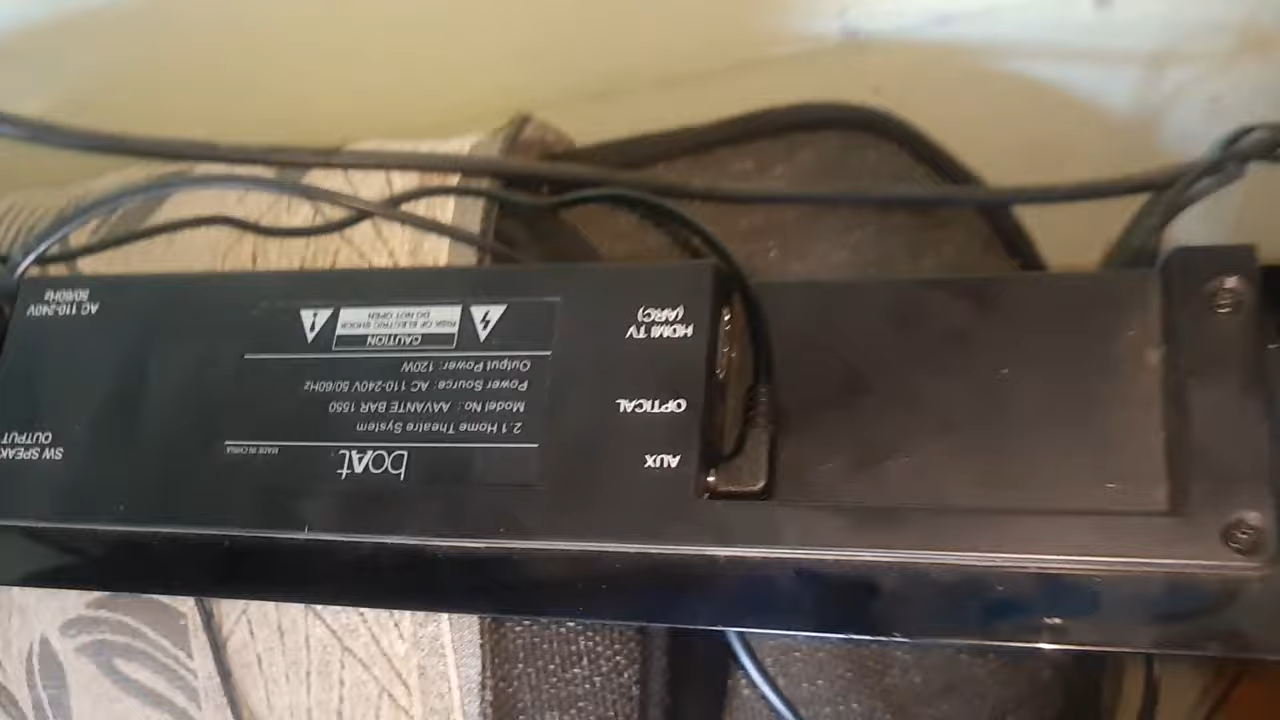 boAt
MADE IN CHINA
2.1 Home Theatre System
Model No.: AAVANTE BAR 1550
Power Source: AC 110-240V 50/60Hz
Output Power: 120W
CAUTION
RISK OF ELECTRIC SHOCK
DO NOT OPEN
AUX
OPTICAL
HDMI TV
(ARC)
SW SPEAK
OUTPUT
AC 110-240V
50/60Hz